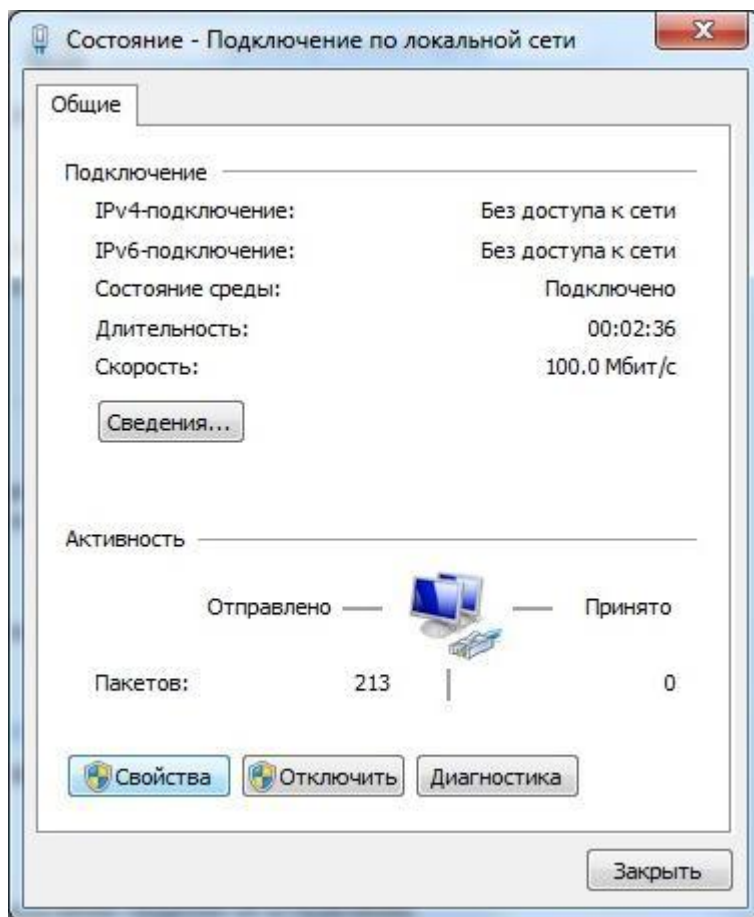 Состояние - Подключение по локальной сети
Общие
Подключение
IPv4-подключение: Без доступа к сети
IPv6-подключение: Без доступа к сети
Состояние среды: Подключено
Длительность: 00:02:36
Скорость: 100.0 Мбит/с
Сведения...
Активность
Отправлено Принято
Пакетов: 213 0
Свойства Отключить Диагностика
Закрыть